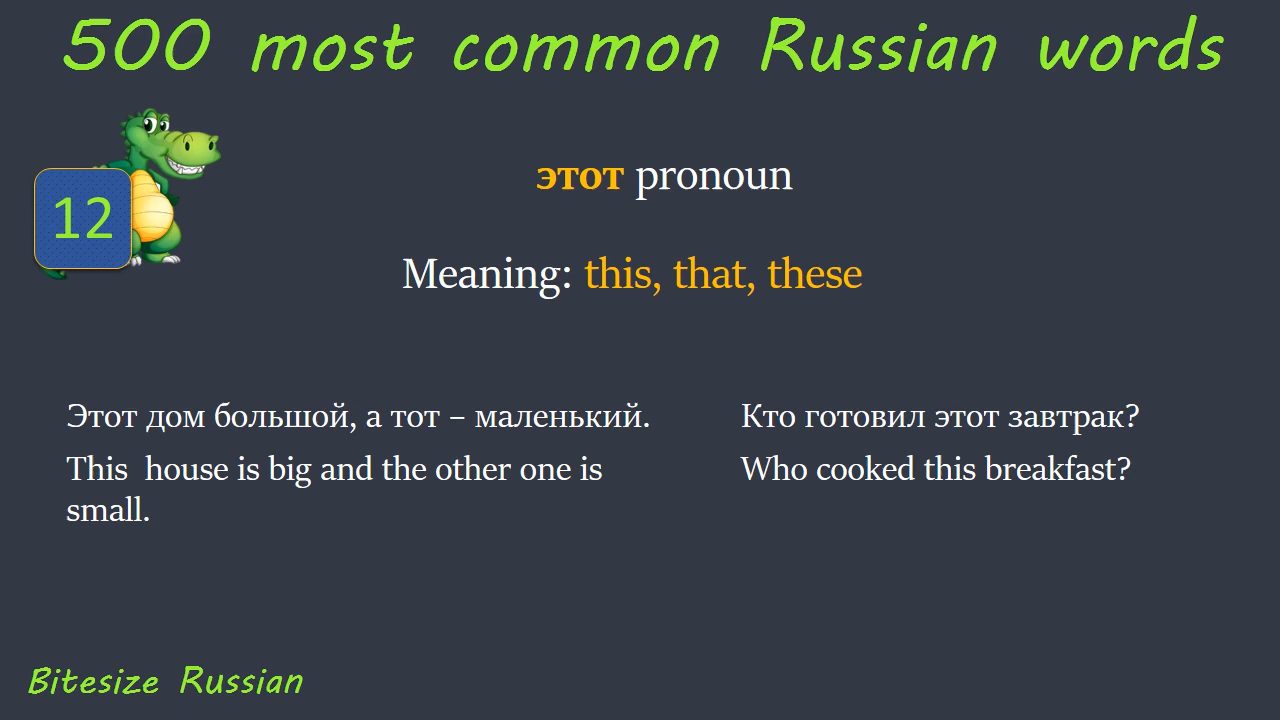 500 most common Russian words
12
этот pronoun
Meaning: this, that, these
Этот дом большой, а тот – маленький.
This house is big and the other one is
small.
Кто готовил этот завтрак?
Who cooked this breakfast?
Bitesize Russian